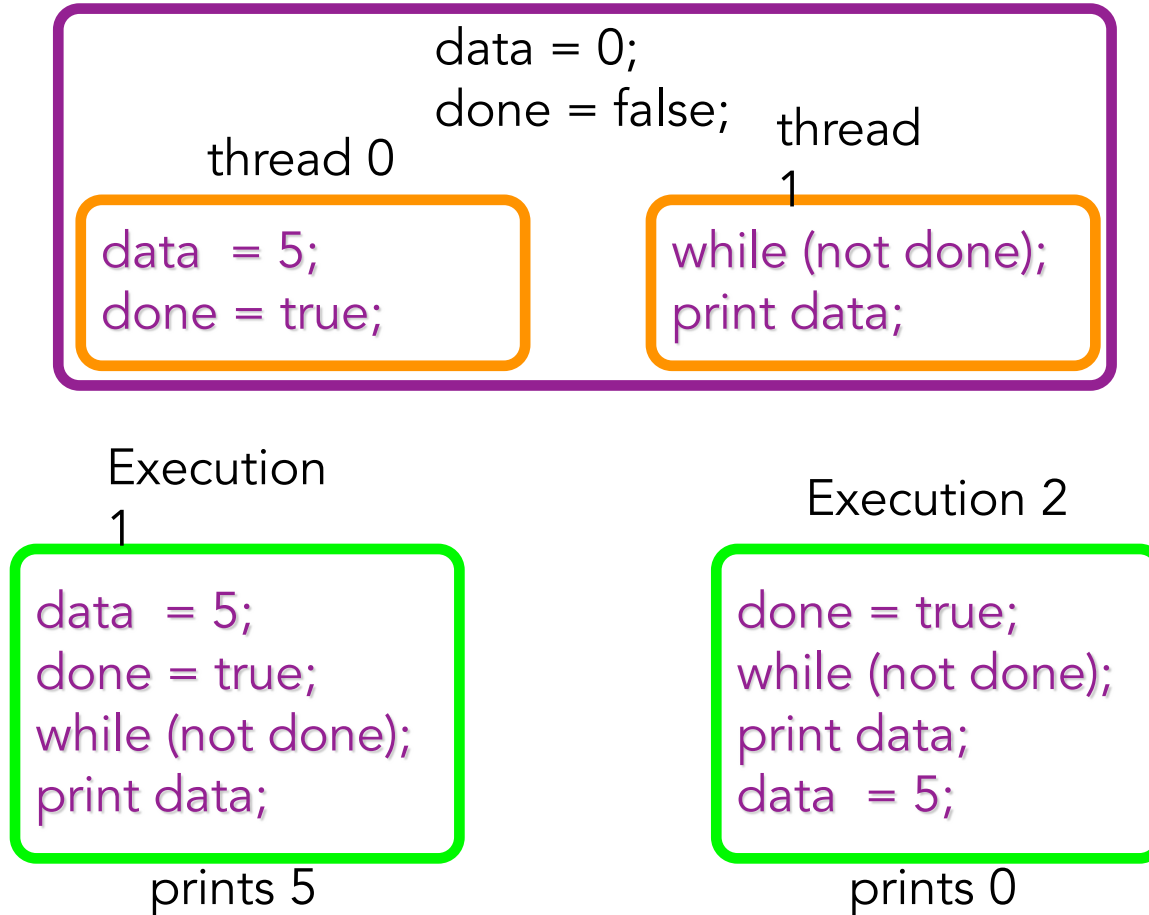 data = 0;
done = false;
thread 0
thread
1
data  = 5;
done = true;
while (not done);
print data;
Execution
1
data  = 5;
done = true;
while (not done);
print data;
prints 5
Execution 2
done = true;
while (not done);
print data;
data  = 5;
prints 0